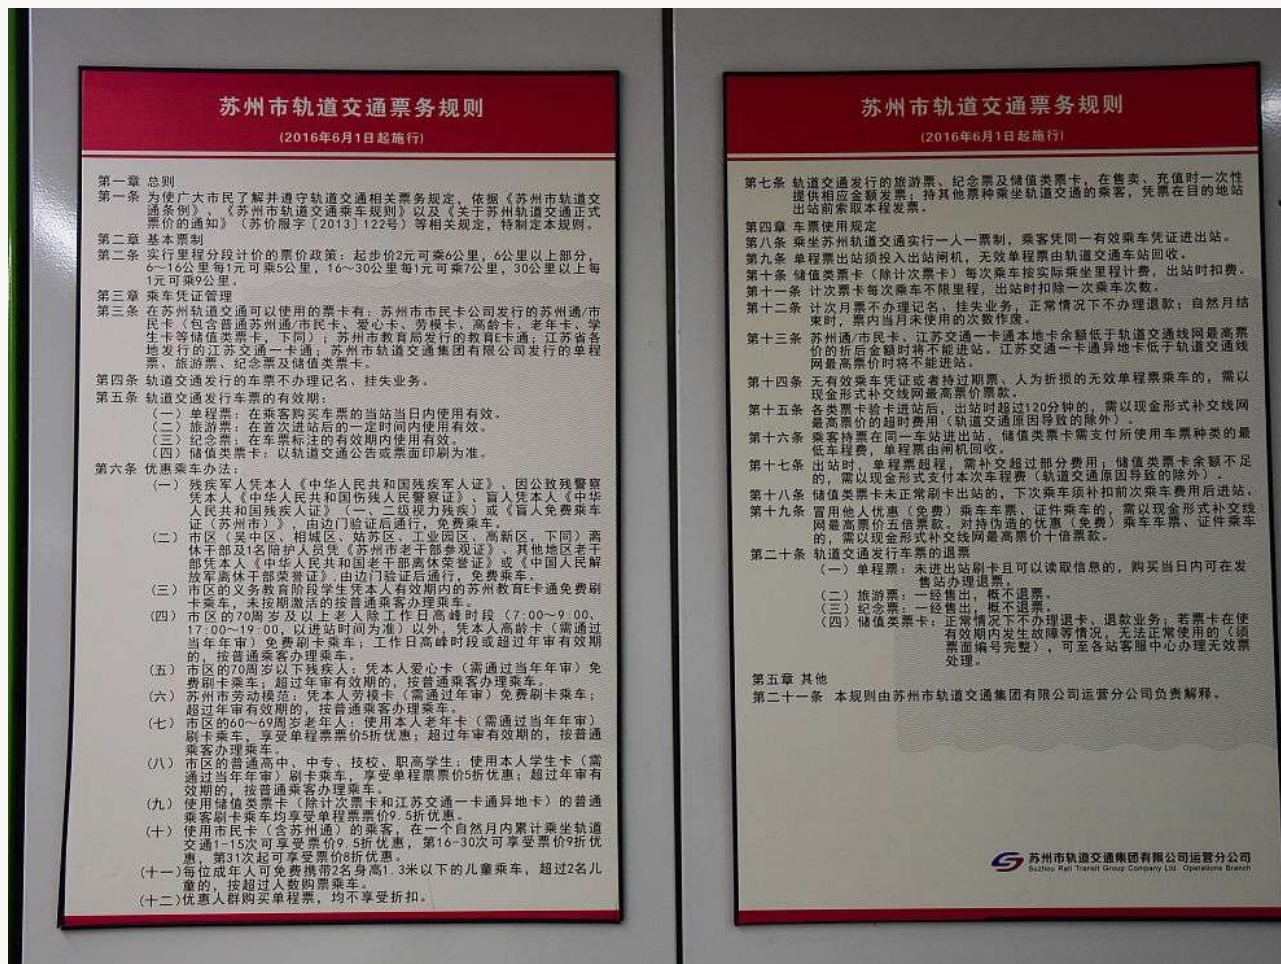 苏州市轨道交通票务规则
(2016年6月1日起施行)
第一章 总则
第一条 为使广大市民了解并遵守轨道交通相关票务规定，依据《苏州市轨道交
通条例》、《苏州市轨道交通乘车规则》以及《关于苏州轨道交通正式
票价的通知》（苏价服字〔2013〕122号）等相关规定，特制定本规则。
第二章 基本票制
第二条 实行里程分段计价的票价政策：起步价2元可乘6公里，6公里以上部分，
6～16公里每1元可乘5公里，16～30公里每1元可乘7公里，30公里以上每
1元可乘9公里。
第三章 乘车凭证管理
第三条 在苏州轨道交通可以使用的票卡有：苏州市市民卡公司发行的苏州通/市
民卡（包含普通苏州通/市民卡、爱心卡、劳模卡、高龄卡、老年卡、学
生卡等储值类票卡，下同）；苏州市教育局发行的教育E卡通；江苏省各
地发行的江苏交通一卡通；苏州市轨道交通集团有限公司发行的单程
票、旅游票、纪念票及储值类票卡。
第四条 轨道交通发行的车票不办理记名、挂失业务。
第五条 轨道交通发行车票的有效期：
（一）单程票：在乘客购买车票的当站当日内使用有效。
（二）旅游票：在首次进站后的一定时间内使用有效。
（三）纪念票：在车票标注的有效期内使用有效。
（四）储值类票卡：以轨道交通公告或票面印刷为准。
第六条 优惠乘车办法：
（一）残疾军人凭本人《中华人民共和国残疾军人证》、因公致残警察
凭本人《中华人民共和国伤残人民警察证》、盲人凭本人《中华
人民共和国残疾人证》（一、二级视力残疾）或《盲人免费乘车
证（苏州市）》，由边门验证后通行，免费乘车。
（二）市区（吴中区、相城区、姑苏区、工业园区、高新区，下同）离
休干部及1名陪护人员凭《苏州市老干部参观证》、其他地区老干
部凭本人《中华人民共和国老干部离休荣誉证》或《中国人民解
放军离休干部荣誉证》，由边门验证后通行，免费乘车。
（三）市区的义务教育阶段学生凭本人有效期内的苏州教育E卡通免费刷
卡乘车，未按期激活的按普通乘客办理乘车。
（四）市区的70周岁及以上老人除工作日高峰时段（7:00～9:00、
17:00～19:00，以进站时间为准）以外，凭本人高龄卡（需通过
当年年审）免费刷卡乘车；工作日高峰时段或超过年审有效期
的，按普通乘客办理乘车。
（五）市区的70周岁以下残疾人：凭本人爱心卡（需通过当年年审）免
费刷卡乘车；超过年审有效期的，按普通乘客办理乘车。
（六）苏州市劳动模范：凭本人劳模卡（需通过年审）免费刷卡乘车；
超过年审有效期的，按普通乘客办理乘车。
（七）市区的60～69周岁老年人：使用本人老年卡（需通过当年年审）
刷卡乘车，享受单程票票价5折优惠；超过年审有效期的，按普通
乘客办理乘车。
（八）市区的普通高中、中专、技校、职高学生：使用本人学生卡（需
通过当年年审）刷卡乘车，享受单程票票价5折优惠；超过年审有
效期的，按普通乘客办理乘车。
（九）使用储值类票卡（除计次票卡和江苏交通一卡通异地卡）的普通
乘客刷卡乘车均享受单程票票价9.5折优惠。
（十）使用市民卡（含苏州通）的乘客，在一个自然月内累计乘坐轨道
交通1-15次可享受票价9.5折优惠，第16-30次可享受票价9折优
惠，第31次起可享受票价8折优惠。
（十一）每位成年人可免费携带2名身高1.3米以下的儿童乘车，超过2名儿
童的，按超过人数购票乘车。
（十二）优惠人群购买单程票，均不享受折扣。
苏州市轨道交通票务规则
(2016年6月1日起施行)
第七条 轨道交通发行的旅游票、纪念票及储值类票卡，在售卖、充值时一次性
提供相应金额发票；持其他票种乘坐轨道交通的乘客，凭票在目的地站
出站前索取本程发票。
第四章 车票使用规定
第八条 乘坐苏州轨道交通实行一人一票制，乘客凭同一有效乘车凭证进出站。
第九条 单程票出站须投入出站闸机，无效单程票由轨道交通车站回收。
第十条 储值类票卡（除计次票卡）每次乘车按实际乘坐里程计费，出站时扣费。
第十一条 计次票卡每次乘车不限里程，出站时扣除一次乘车次数。
第十二条 计次月票不办理记名、挂失业务，正常情况下不办理退款；自然月结
束时，票内当月未使用的次数作废。
第十三条 苏州通/市民卡、江苏交通一卡通本地卡余额低于轨道交通线网最高票
价的折后金额时将不能进站。江苏交通一卡通异地卡低于轨道交通线
网最高票价时将不能进站。
第十四条 无有效乘车凭证或者持过期票、人为折损的无效单程票乘车的，需以
现金形式补交线网最高票价票款。
第十五条 各类票卡验卡进站后，出站时超过120分钟的，需以现金形式补交线网
最高票价的超时费用（轨道交通原因导致的除外）。
第十六条 乘客持票在同一车站进出站，储值类票卡需支付所使用车票种类的最
低车程费，单程票由闸机回收。
第十七条 出站时，单程票超程，需补交超过部分费用；储值类票卡余额不足
的，需以现金形式支付本次车程费（轨道交通原因导致的除外）。
第十八条 储值类票卡未正常刷卡出站的，下次乘车须补扣前次乘车费用后进站。
第十九条 冒用他人优惠（免费）乘车车票、证件乘车的，需以现金形式补交线
网最高票价五倍票款。对持伪造的优惠（免费）乘车车票、证件乘车
的，需以现金形式补交线网最高票价十倍票款。
第二十条 轨道交通发行车票的退票
（一）单程票：未进出站刷卡且可以读取信息的，购买当日内可在发
售站办理退票。
（二）旅游票：一经售出，概不退票。
（三）纪念票：一经售出，概不退票。
（四）储值类票卡：正常情况下不办理退卡、退款业务；若票卡在使
有效期内发生故障等情况，无法正常使用的（须
票面编号完整），可至各站客服中心办理无效票
处理。
第五章 其他
第二十一条 本规则由苏州市轨道交通集团有限公司运营分公司负责解释。
苏州市轨道交通集团有限公司运营分公司
Suzhou Rail Transit Group Company Ltd. Operations Branch